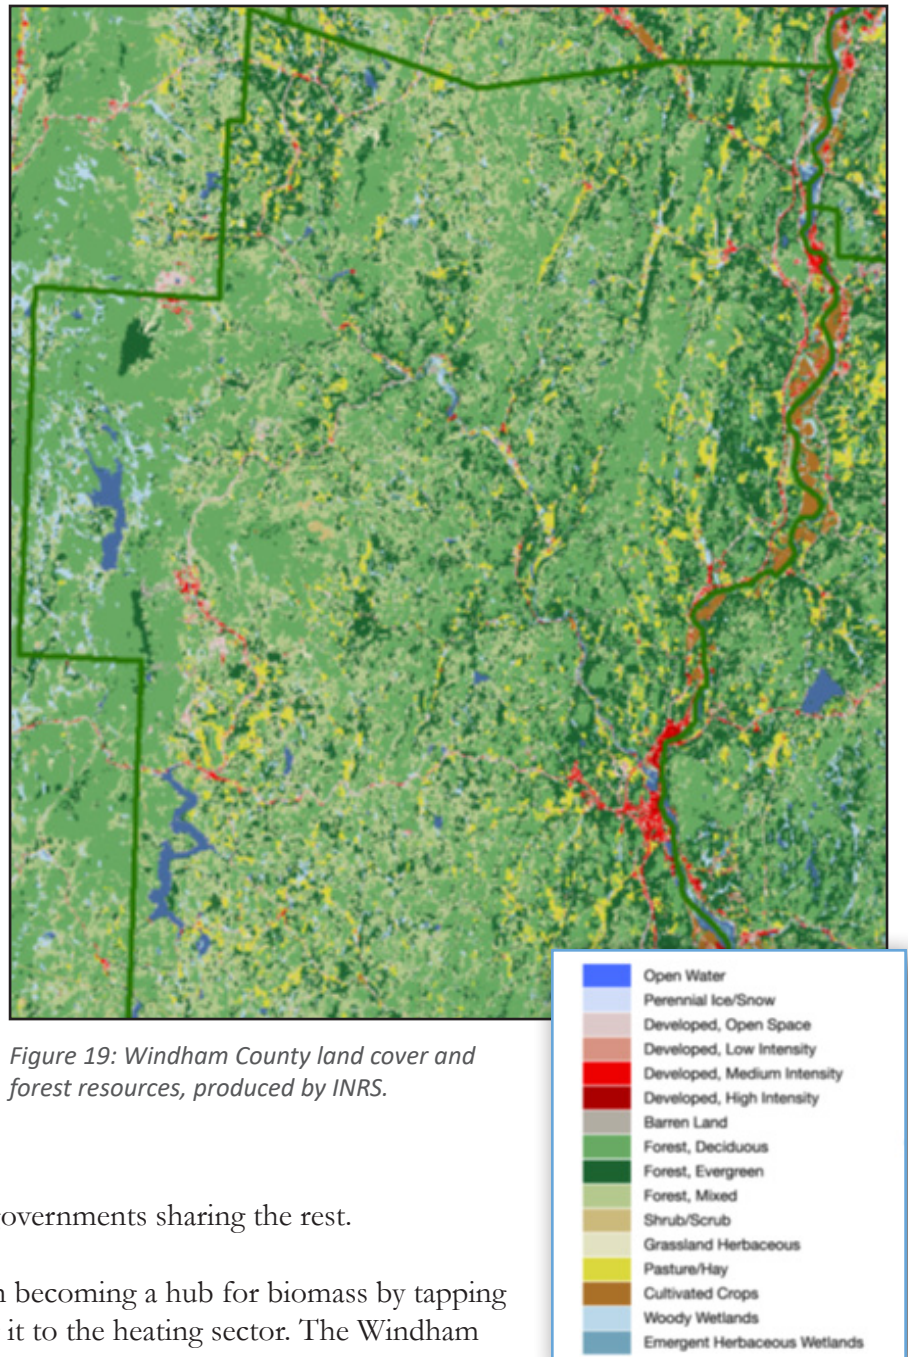 Figure 19: Windham County land cover and
forest resources, produced by INRS.
overnments sharing the rest.
becoming a hub for biomass by tapping
it to the heating sector. The Windham
Open Water
Perennial Ice/Snow
Developed, Open Space
Developed, Low Intensity
Developed, Medium Intensity
Developed, High Intensity
Barren Land
Forest, Deciduous
Forest, Evergreen
Forest, Mixed
Shrub/Scrub
Grassland Herbaceous
Pasture/Hay
Cultivated Crops
Woody Wetlands
Emergent Herbaceous Wetlands